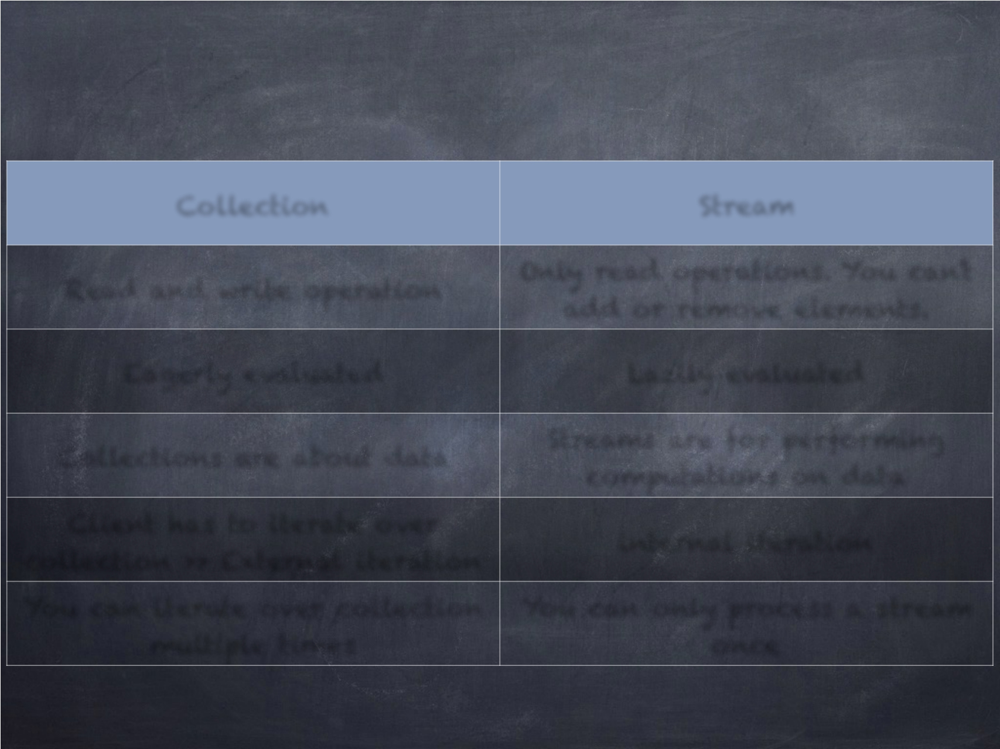 Collection
Stream
Read and write operation
Only read operations. You can't
add or remove elements.
Eagerly evaluated
Lazily evaluated
Collections are about data
Streams are for performing
computations on data
Client has to iterate over
collection >> External iteration
internal iteration
You can iterate over collection
multiple times
You can only process a stream
once